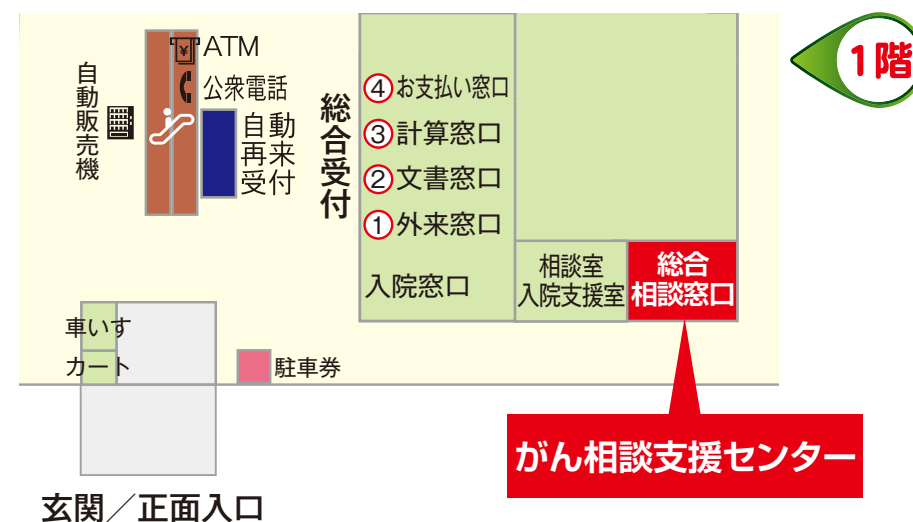 1階
ATM
¥
公衆電話
自動販売機
自動
再来
受付
総合受付
④お支払い窓口
③計算窓口
②文書窓口
①外来窓口
入院窓口
相談室
入院支援室
総合
相談窓口
車いす
カート
駐車券
がん相談支援センター
玄関／正面入口